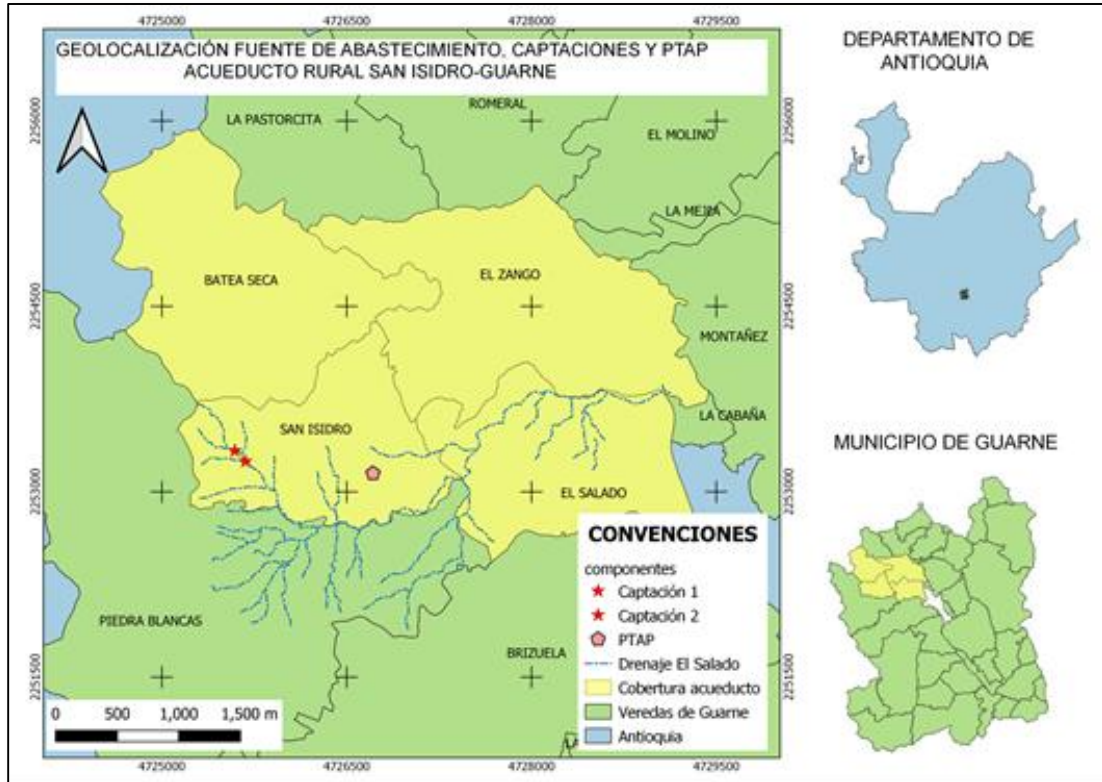 4725000
4726500
4728000
4729500
GEOLOCALIZACIÓN FUENTE DE ABASTECIMIENTO, CAPTACIONES Y PTAP
ACUEDUCTO RURAL SAN ISIDRO-GUARNE
DEPARTAMENTO DE
ANTIOQUIA
2256000
2256000
LA PASTORCITA
ROMERAL
EL MOLINO
LA MEJIA
BATEA SECA
EL ZANGO
2254500
2254500
MONTAÑEZ
SAN ISIDRO
LA CABAÑA
MUNICIPIO DE GUARNE
2253000
2253000
EL SALADO
PIEDRA BLANCAS
BRIZUELA
2251500
2251500
CONVENCIONES
componentes
Captación 1
Captación 2
PTAP
Drenaje El Salado
Cobertura acueducto
Veredas de Guarne
Antioquia
0 500 1,000 1,500 m
4725000
4726500
4728000
4729500